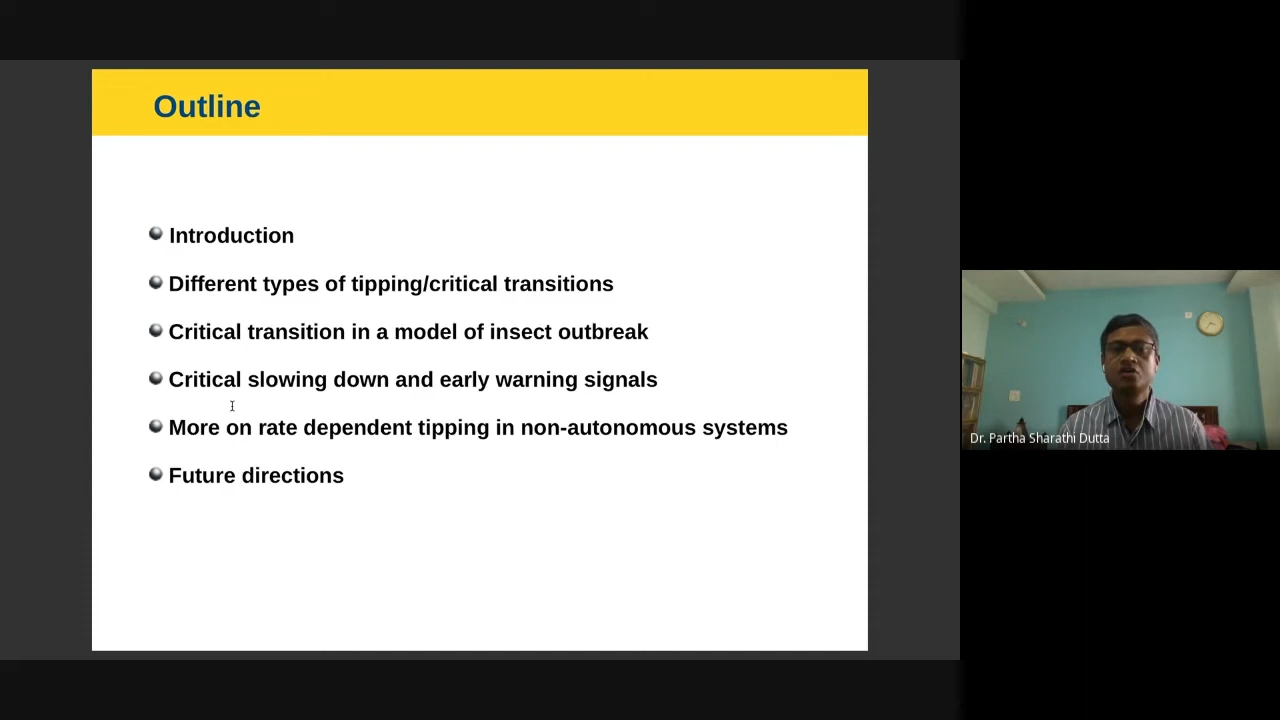 Outline
Introduction
Different types of tipping/critical transitions
Critical transition in a model of insect outbreak
Critical slowing down and early warning signals
More on rate dependent tipping in non-autonomous systems
Future directions
Dr. Partha Sharathi Dutta